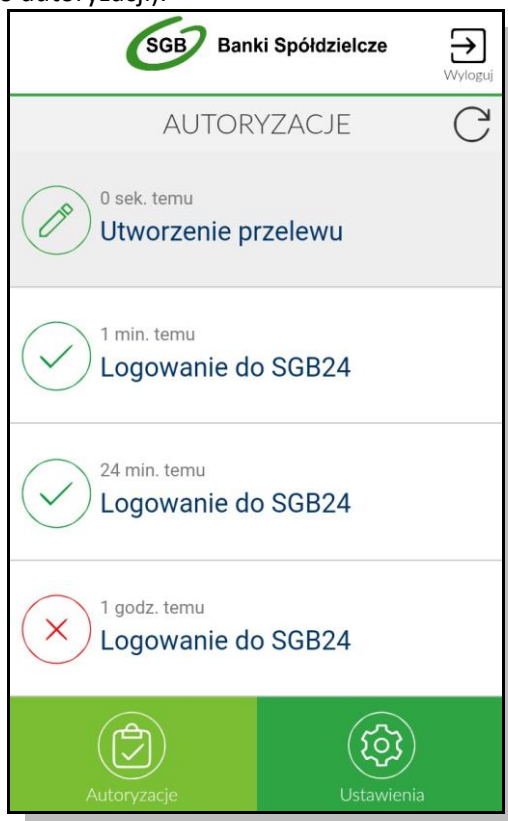 autoryzacji).
SGB Banki Spółdzielcze
Wyloguj
AUTORYZACJE
0 sek. temu
Utworzenie przelewu
1 min. temu
Logowanie do SGB24
24 min. temu
Logowanie do SGB24
1 godz. temu
Logowanie do SGB24
Autoryzacje
Ustawienia